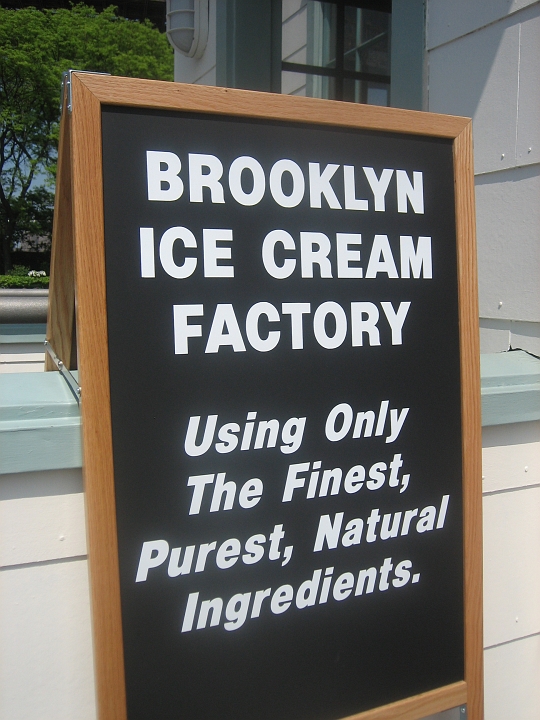 BROOKLYN
ICE CREAM
FACTORY
Using Only
The Finest,
Purest, Natural
Ingredients.